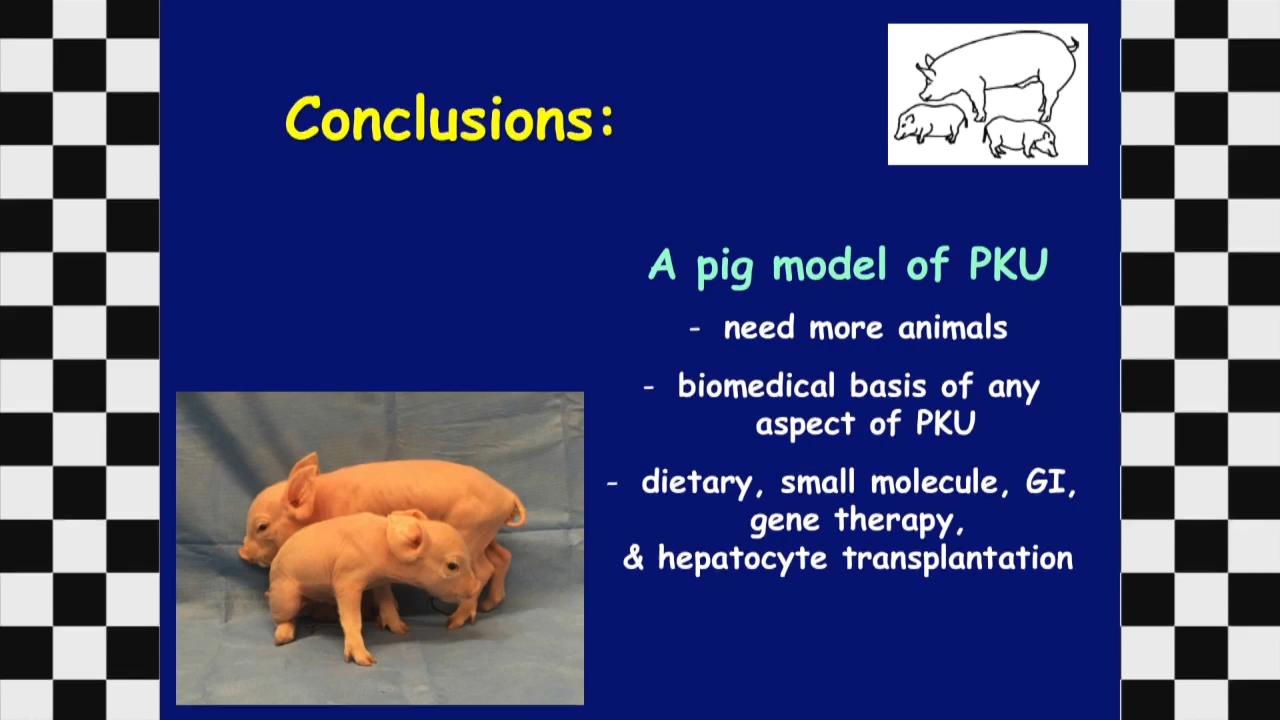 Conclusions:
A pig model of PKU
- need more animals
- biomedical basis of any
aspect of PKU
- dietary, small molecule, GI,
gene therapy,
& hepatocyte transplantation